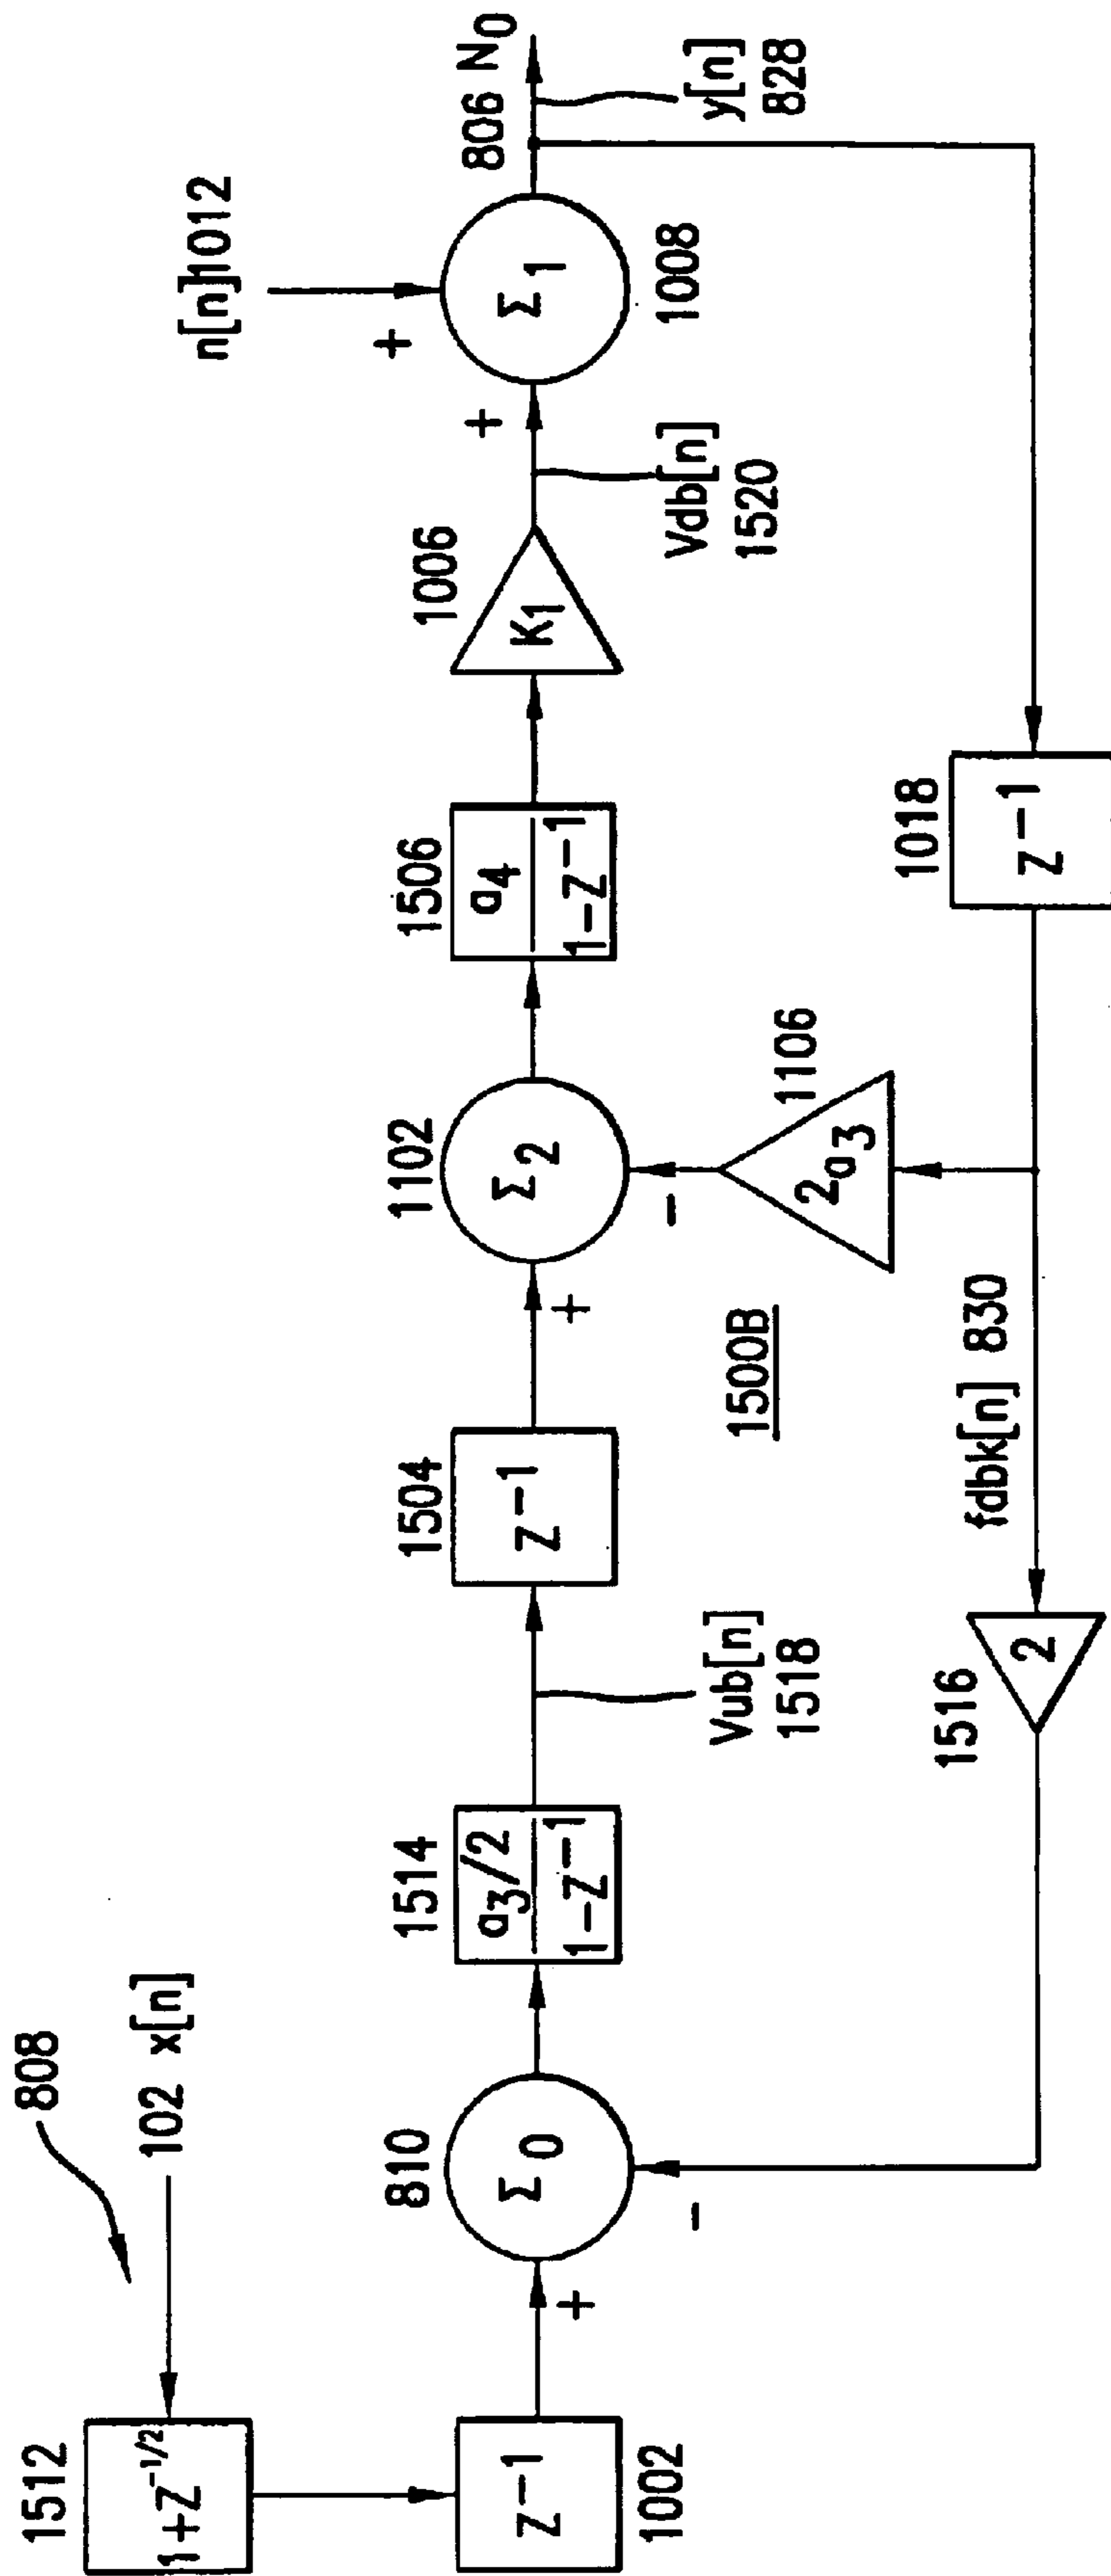 808
102 x[n]
1512
1+Z^-1/2
Z^-1
1002
810
Σ0
+
-
1514
a3/2
1-Z^-1
Vub[n]
1518
1504
Z^-1
1102
Σ2
+
-
1106
2a3
1500B
1506
a4
1-Z^-1
1006
K1
Vdb[n]
1520
n[n]1012
+
+
Σ1
1008
806 N0
y[n]
828
1018
Z^-1
fdbk[n] 830
1516
2